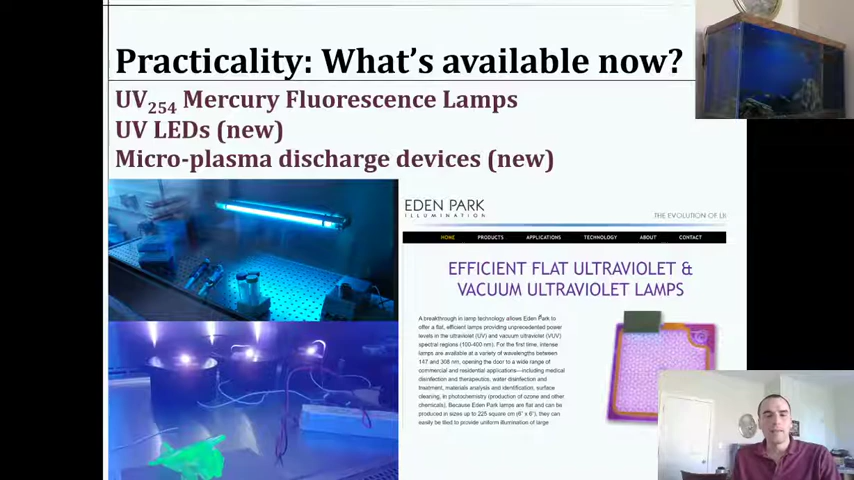 Practicality: What's available now?
UV254 Mercury Fluorescence Lamps
UV LEDs (new)
Micro-plasma discharge devices (new)
EDEN PARK
ILLUMINATION
THE EVOLUTION OF LI
HOME PRODUCTS APPLICATIONS TECHNOLOGY ABOUT CONTACT
EFFICIENT FLAT ULTRAVIOLET &
VACUUM ULTRAVIOLET LAMPS
A breakthrough in lamp technology allows Eden Park to
offer a flat, efficient lamps providing unprecedented power
levels in the ultraviolet (UV) and vacuum ultraviolet (VUV)
spectral regions (100-400 nm). For the first time, intense
lamps are available at a variety of wavelengths between
147 and 308 nm, opening the door to a wide range of
commercial and residential applications—including medical
disinfection and therapeutics, water disinfection and
treatment, materials analysis and identification, surface
cleaning, in photochemistry (production of ozone and other
chemicals). Because Eden Park lamps are flat and can be
produced in sizes up to 225 square cm (6" x 6"), they can
easily be tiled to provide uniform illumination of large